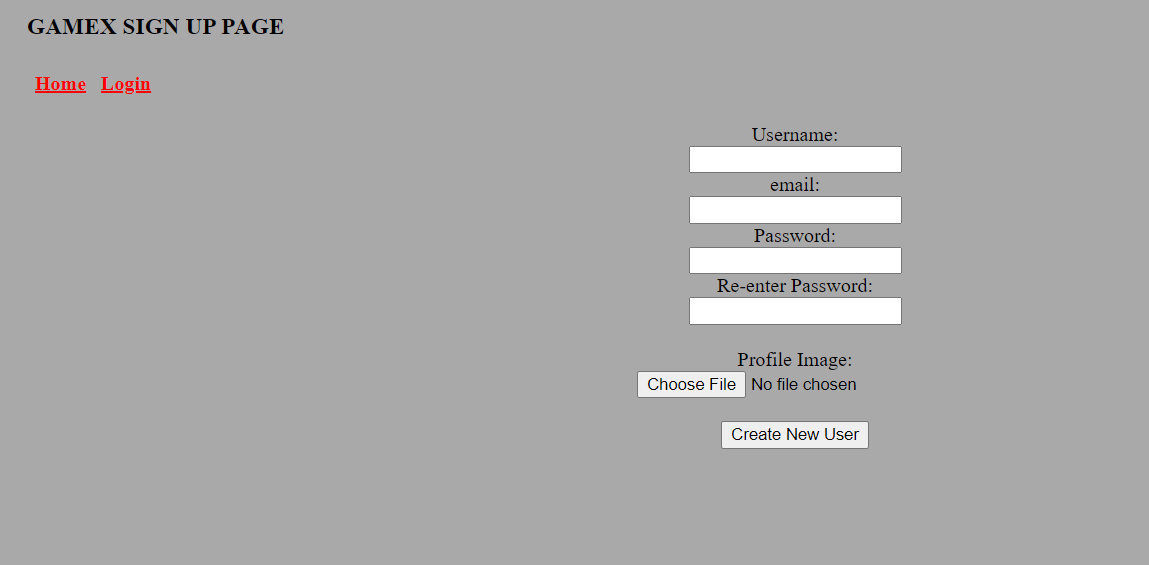 GAMEX SIGN UP PAGE
Home Login
Username:
email:
Password:
Re-enter Password:
Profile Image:
Choose File No file chosen
Create New User